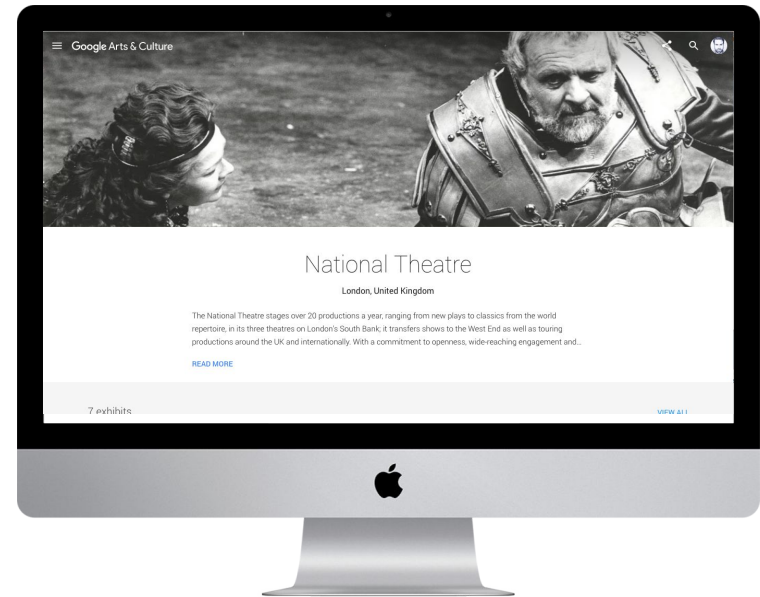 Google Arts & Culture
National Theatre
London, United Kingdom
The National Theatre stages over 20 productions a year, ranging from new plays to classics from the world
repertoire, in its three theatres on London's South Bank; it transfers shows to the West End as well as touring
productions around the UK and internationally. With a commitment to openness, wide-reaching engagement and...
READ MORE
7 exhibits VIEW ALL